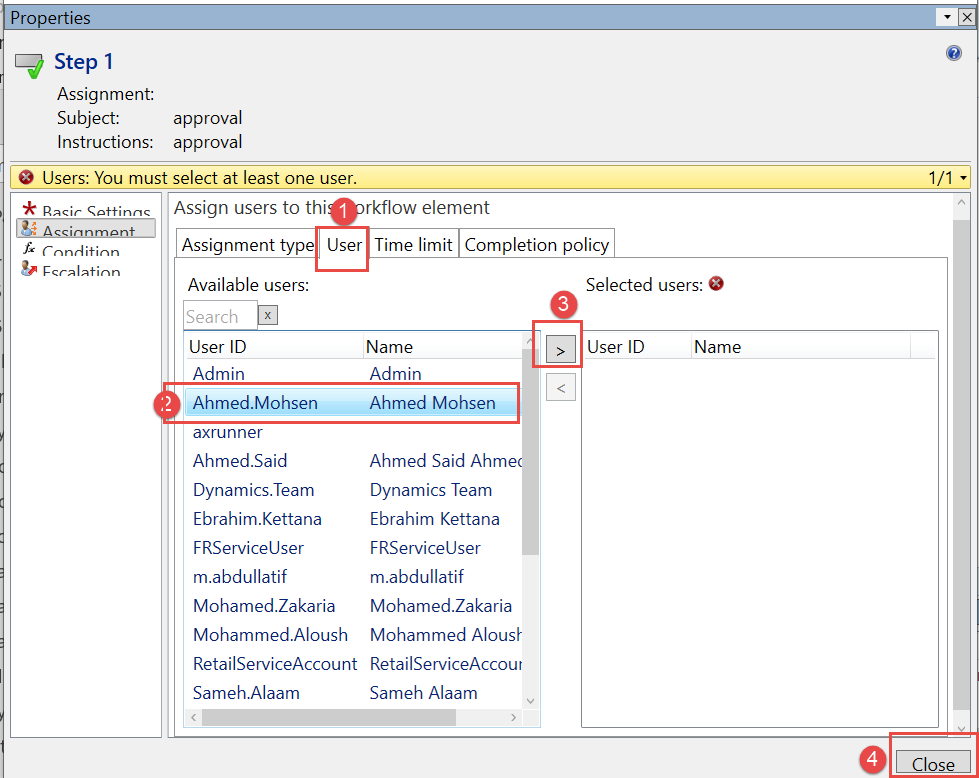 Properties
Step 1
Assignment:
Subject: approval
Instructions: approval
Users: You must select at least one user. 1/1
Basic Settings
Assignment
Condition
Escalation
Assign users to this workflow element
1
Assignment type User Time limit Completion policy
Available users:
Selected users:
3
Search x
User ID Name
> User ID Name
<
Admin Admin
2 Ahmed.Mohsen Ahmed Mohsen
axrunner
Ahmed.Said Ahmed Said Ahmed
Dynamics.Team Dynamics Team
Ebrahim.Kettana Ebrahim Kettana
FRServiceUser FRServiceUser
m.abdullatif m.abdullatif
Mohamed.Zakaria Mohamed Zakaria
Mohammed.Aloush Mohammed Aloush
RetailServiceAccount RetailServiceAccour
Sameh.Alaam Sameh Alaam
4 Close